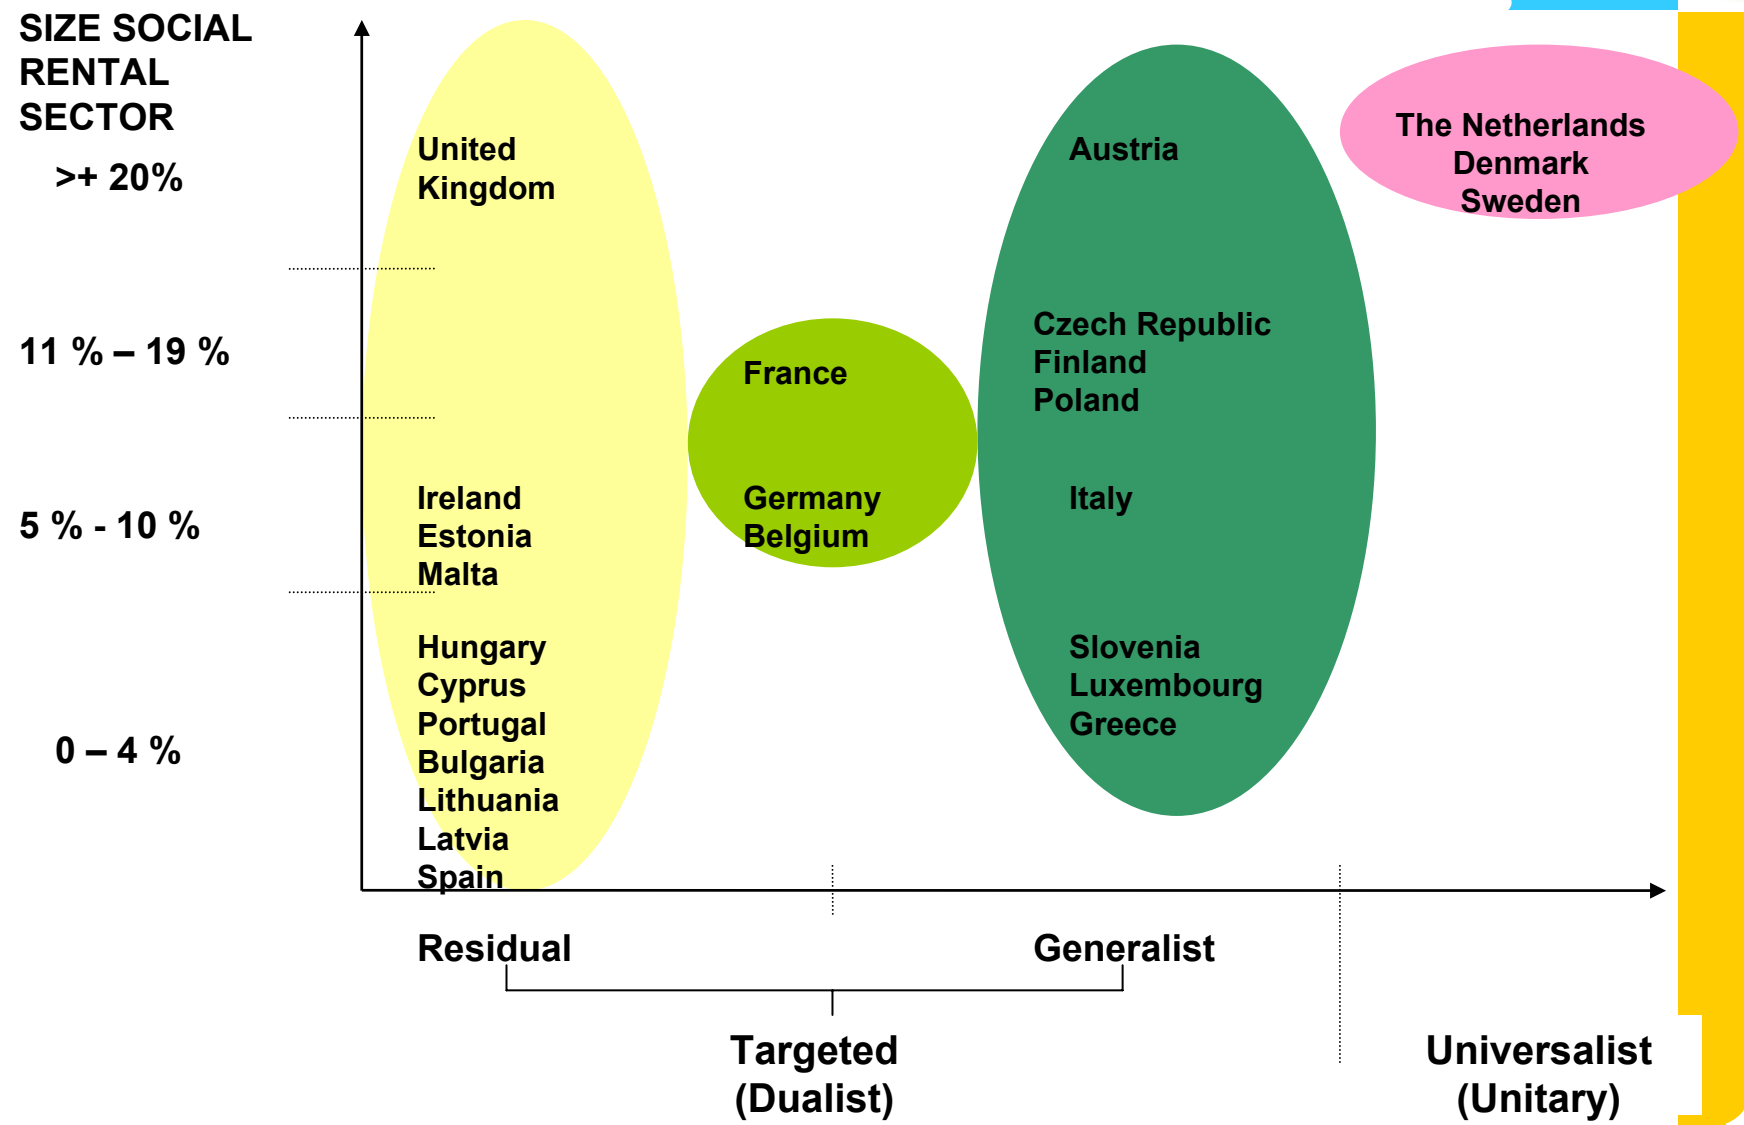 SIZE SOCIAL
RENTAL
SECTOR
>+ 20%
United
Kingdom
Austria
The Netherlands
Denmark
Sweden
11 % – 19 %
France
Czech Republic
Finland
Poland
5 % - 10 %
Ireland
Estonia
Malta
Germany
Belgium
Italy
0 – 4 %
Hungary
Cyprus
Portugal
Bulgaria
Lithuania
Latvia
Spain
Slovenia
Luxembourg
Greece
Residual
Generalist
Targeted
(Dualist)
Universalist
(Unitary)